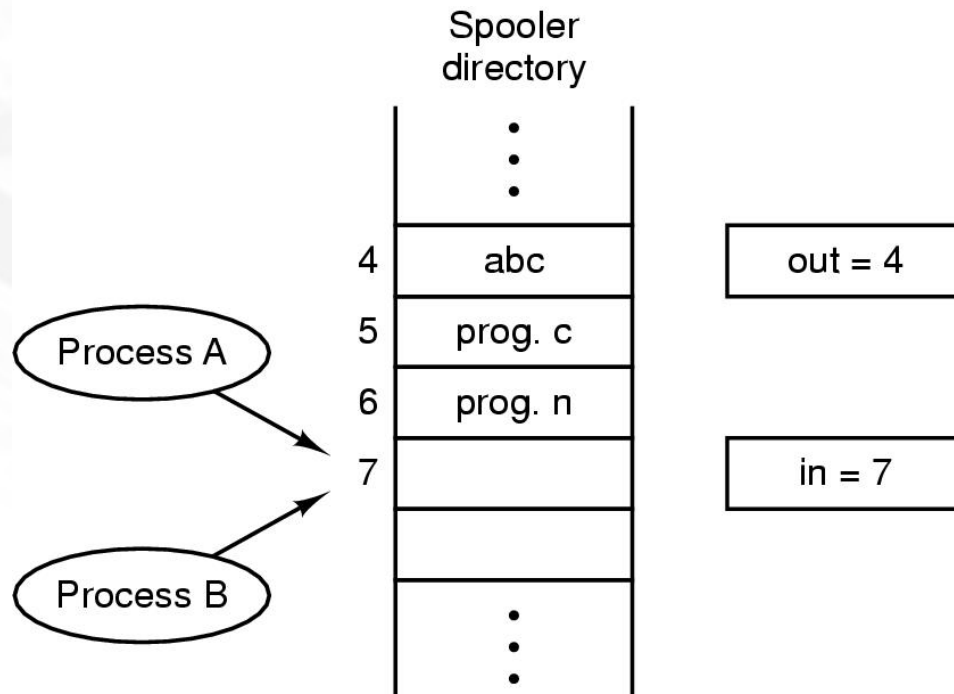 Spooler
directory
4
abc
out = 4
Process A
5
prog. c
6
prog. n
7
in = 7
Process B